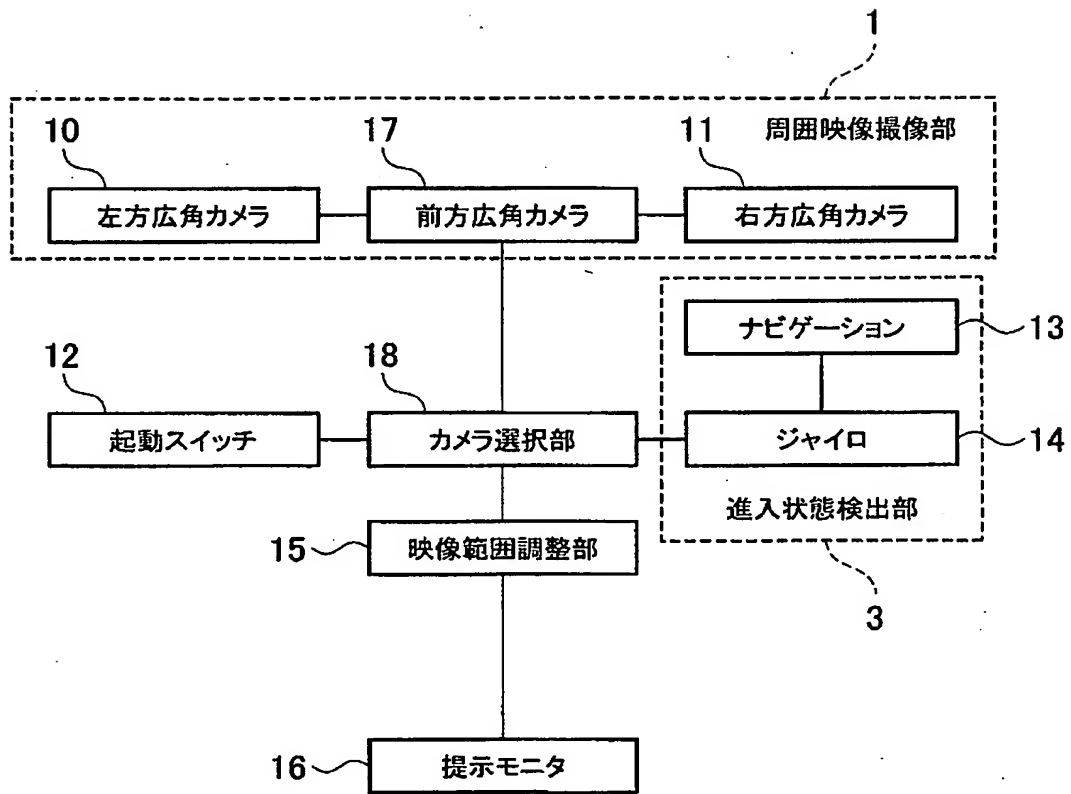 1
周囲映像撮像部
10
17
11
左方広角カメラ
前方広角カメラ
右方広角カメラ
ナビゲーション
13
12
18
起動スイッチ
カメラ選択部
ジャイロ
14
進入状態検出部
15
映像範囲調整部
3
16
提示モニタ